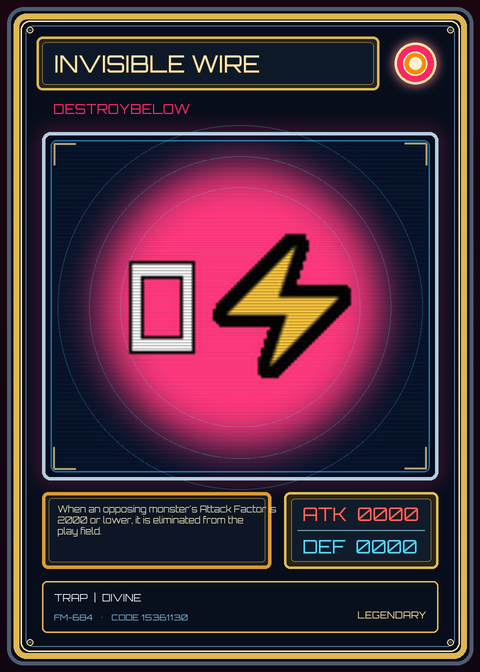 INVISIBLE WIRE
DESTROYBELOW
When an opposing monster's Attack Factor is
2000 or lower, it is eliminated from the
play field.
ATK 0000
DEF 0000
TRAP | DIVINE
FM-684 · CODE 15361130
LEGENDARY